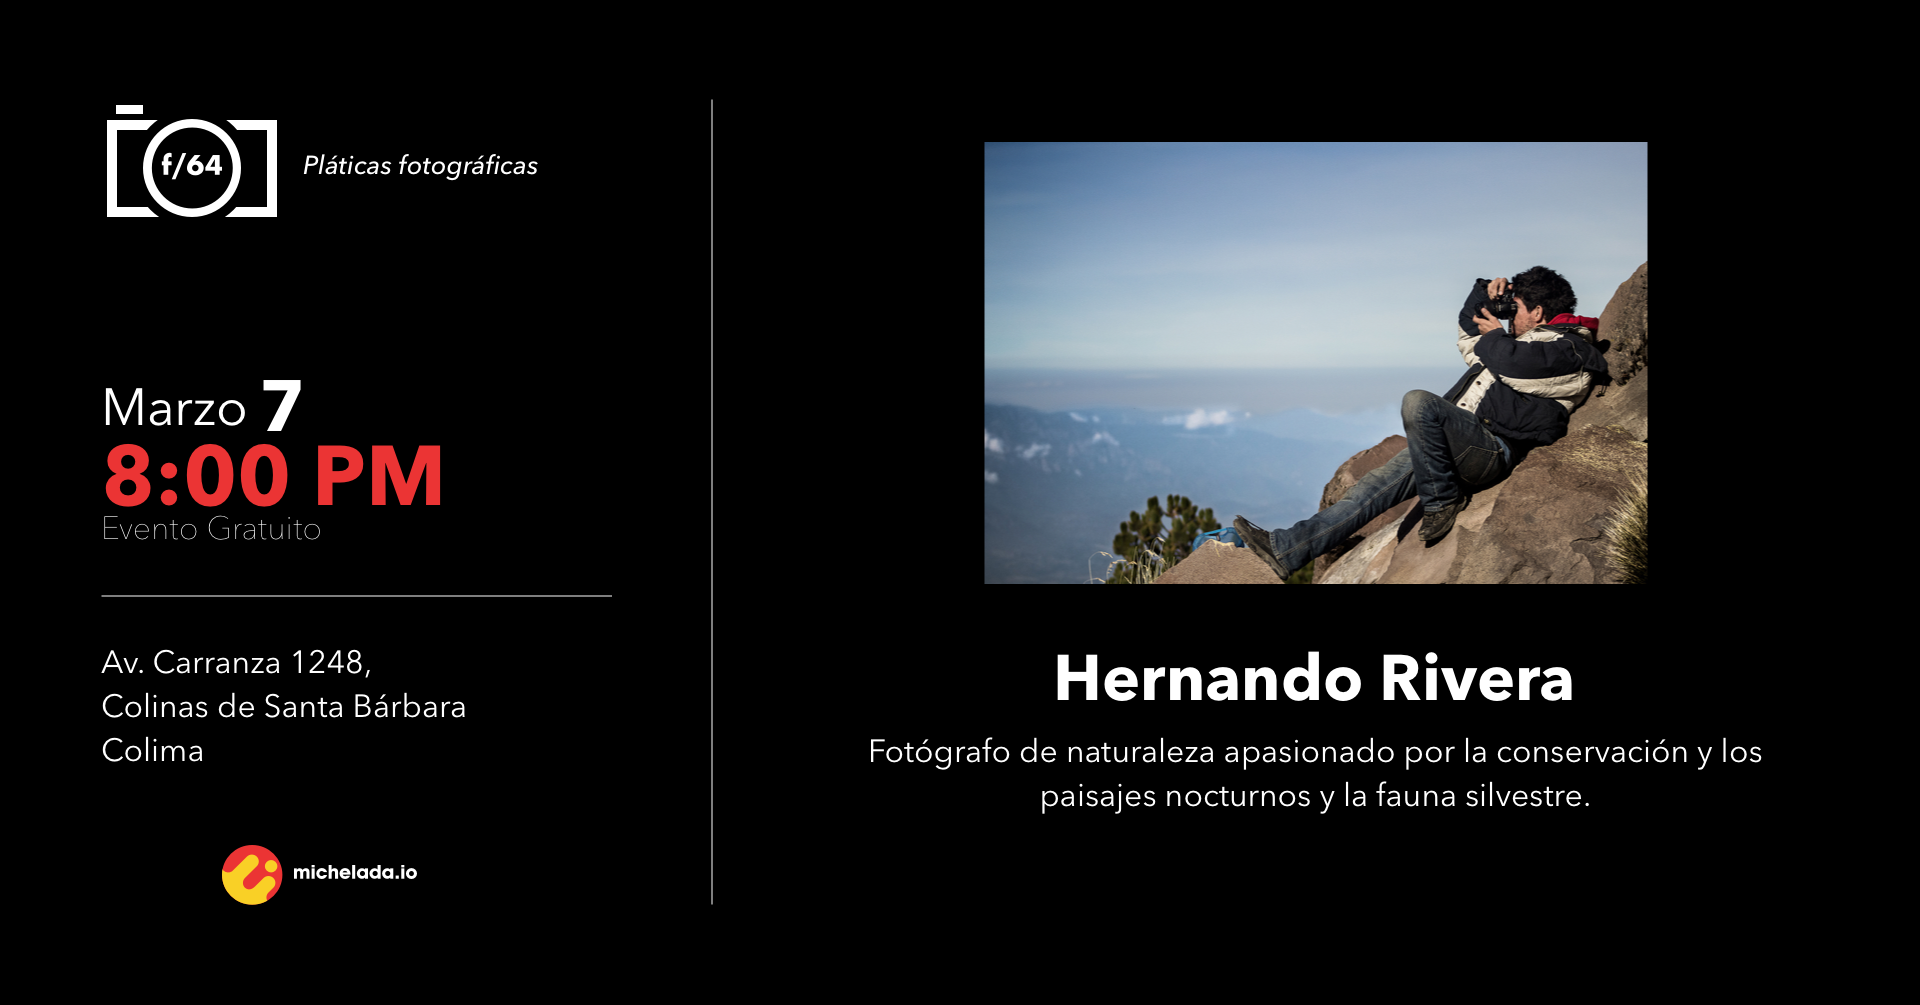 f/64
Pláticas fotográficas
Marzo 7
8:00 PM
Evento Gratuito
Av. Carranza 1248,
Colinas de Santa Bárbara
Colima
michelada.io
Hernando Rivera
Fotógrafo de naturaleza apasionado por la conservación y los
paisajes nocturnos y la fauna silvestre.